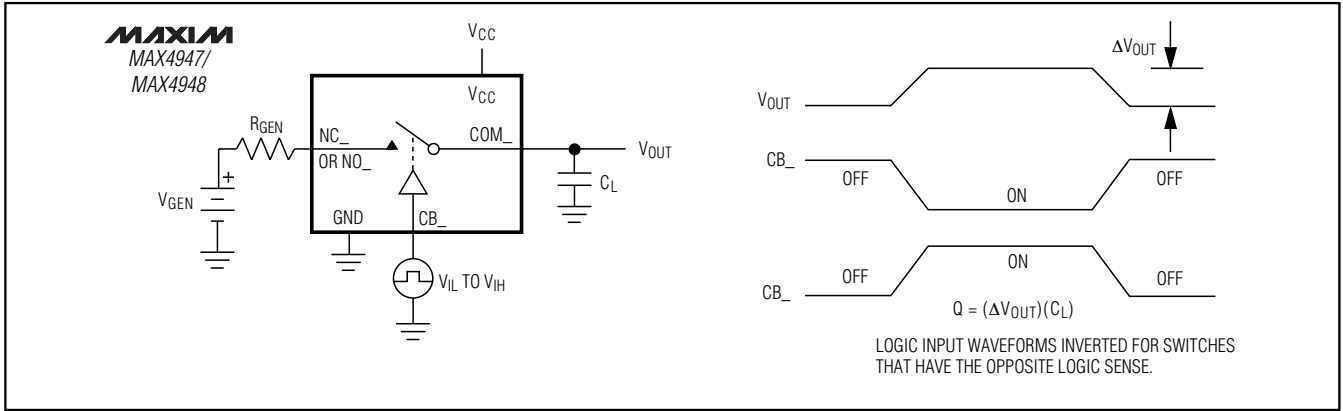 MAXIM
MAX4947/
MAX4948
VCC
VCC
RGEN
NC_
OR NO_
COM_
VOUT
CL
VGEN
+
GND
CB_
VIL TO VIH
ΔVOUT
VOUT
CB_
OFF
ON
OFF
CB_
OFF
ON
OFF
Q = (ΔVOUT)(CL)
LOGIC INPUT WAVEFORMS INVERTED FOR SWITCHES
THAT HAVE THE OPPOSITE LOGIC SENSE.